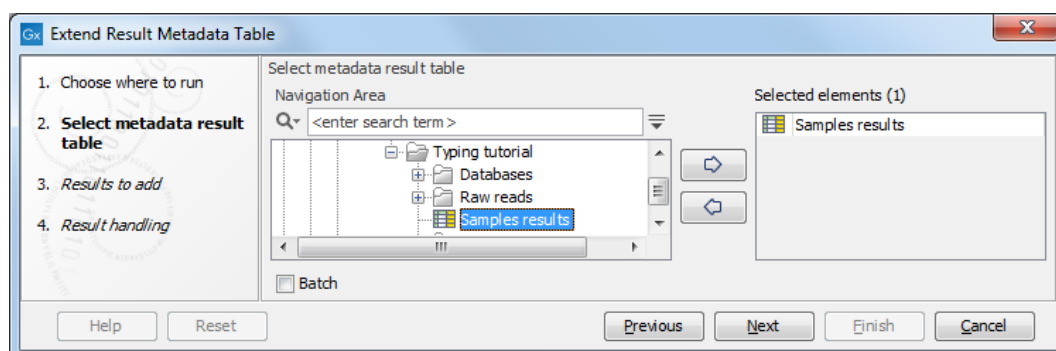 Gx Extend Result Metadata Table
1. Choose where to run
2. Select metadata result
table
3. Results to add
4. Result handling
Select metadata result table
Navigation Area
<enter search term>
Typing tutorial
Databases
Raw reads
Samples results
Batch
Selected elements (1)
Samples results
Help
Reset
Previous
Next
Finish
Cancel